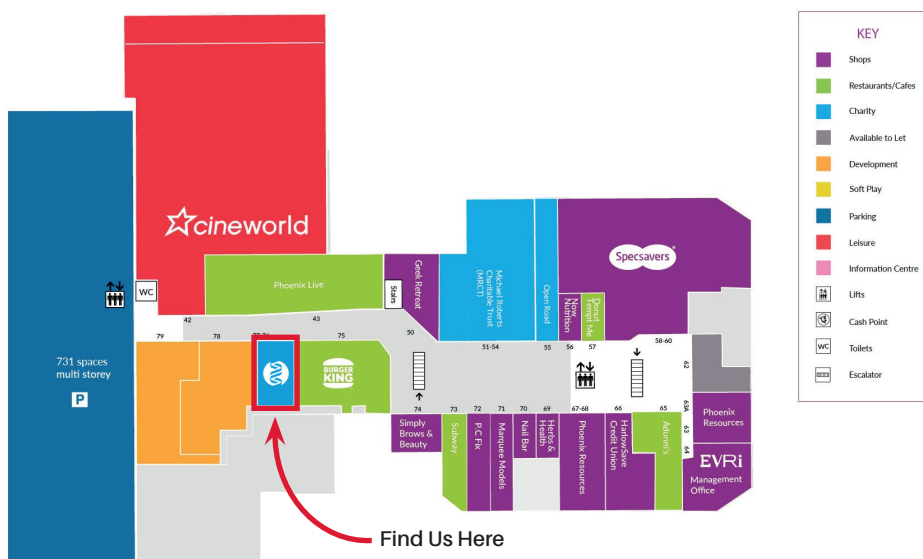 KEY
Shops
Restaurants/Cafes
Charity
Available to Let
Development
Soft Play
Parking
Leisure
Information Centre
Lifts
Cash Point
WC
Toilets
Escalator
cineworld
WC
Phoenix Live
Stairs
Geek Retreat
Michael Roberts
Charitable Trust
(MRCT)
Open Road
Specsavers
Now
Nutrition
Donut
Tempt Me
42
43
50
51-54
55
56
57
58-60
79
78
75
62
63A
63
64
731 spaces
multi storey
P
BURGER
KING
74
73
72
71
70
69
67-68
66
65
Simply
Brows &
Beauty
Subway
P.C Fix
Marquee Models
Nail Bar
Herbs &
Health
Phoenix Resources
HarlowSave
Credit Union
Adunni's
Phoenix
Resources
EVRi
Management
Office
Find Us Here